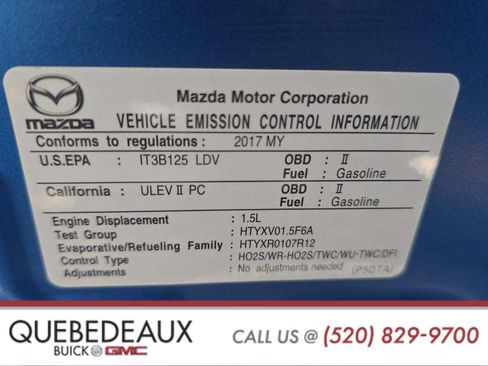 Mazda Motor Corporation
mazda VEHICLE EMISSION CONTROL INFORMATION
Conforms to regulations: 2017 MY
U.S.EPA : IT3B125 LDV OBD : II
Fuel : Gasoline
California : ULEV II PC OBD : II
Fuel : Gasoline
Engine Displacement : 1.5L
Test Group : HTYXV01.5F6A
Evaporative/Refueling Family : HTYXR0107R12
Control Type : HO2S/WR-HO2S/TWC/WU-TWC/DFI
Adjustments : No adjustments needed (P5DTA)
QUEBEDEAUX
BUICK GMC
CALL US @ (520) 829-9700